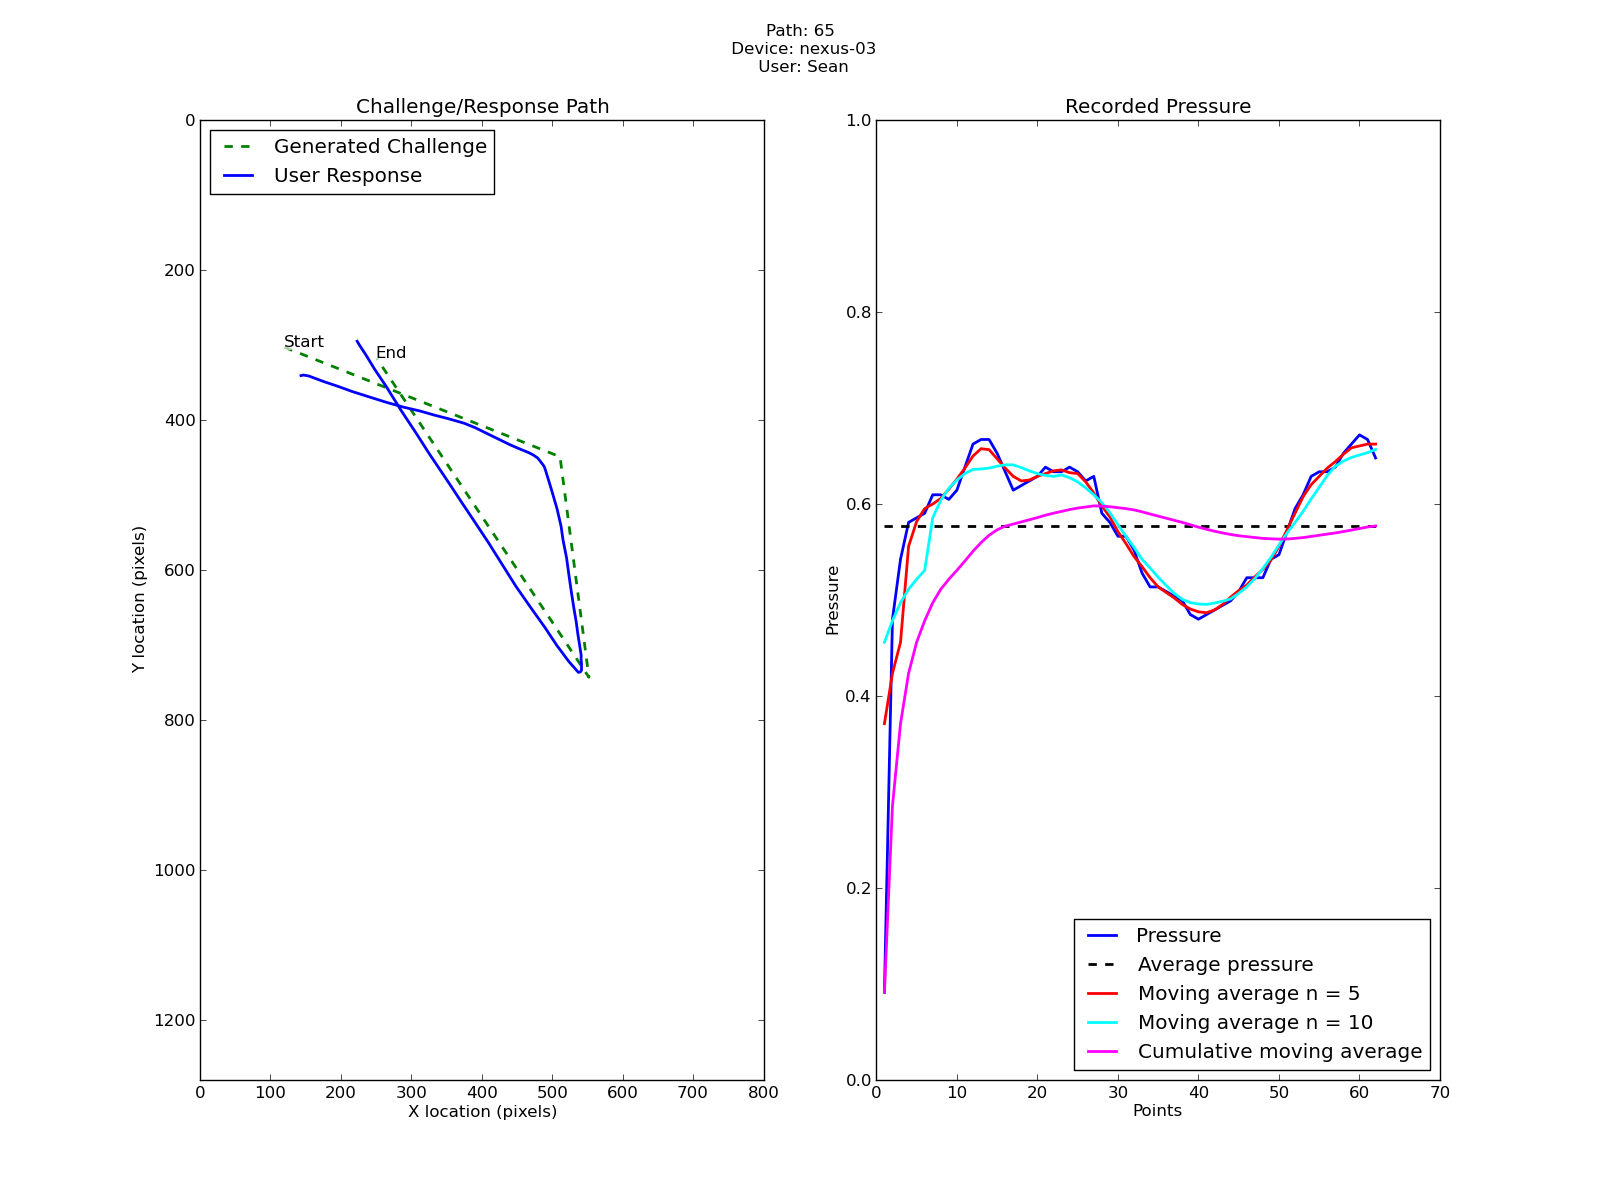 Path: 65
Device: nexus-03
User: Sean
Challenge/Response Path
0
200
400
600
800
1000
1200
Y location (pixels)
Generated Challenge
User Response
Start
End
0 100 200 300 400 500 600 700 800
X location (pixels)
Recorded Pressure
1.0
0.8
0.6
0.4
0.2
0.0
Pressure
Pressure
Average pressure
Moving average n = 5
Moving average n = 10
Cumulative moving average
0 10 20 30 40 50 60 70
Points